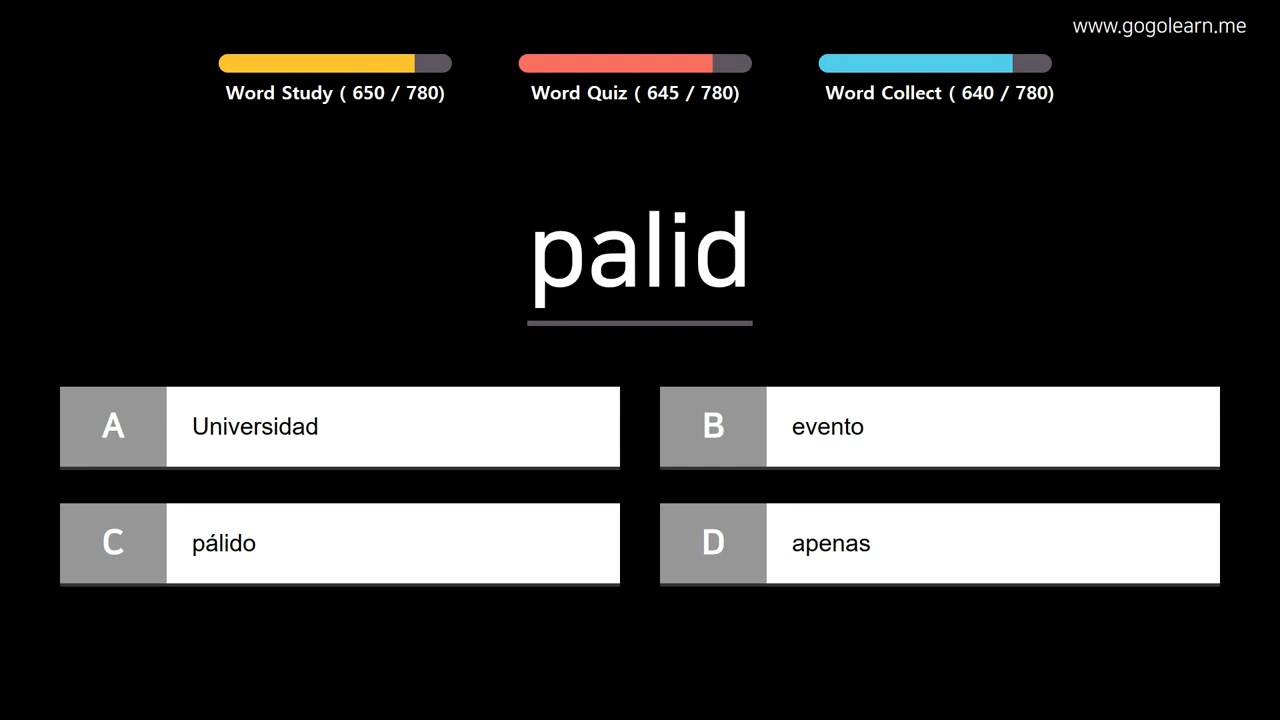 www.gogolearn.me
Word Study ( 650 / 780)
Word Quiz ( 645 / 780)
Word Collect ( 640 / 780)
palid
A Universidad
B evento
C pálido
D apenas